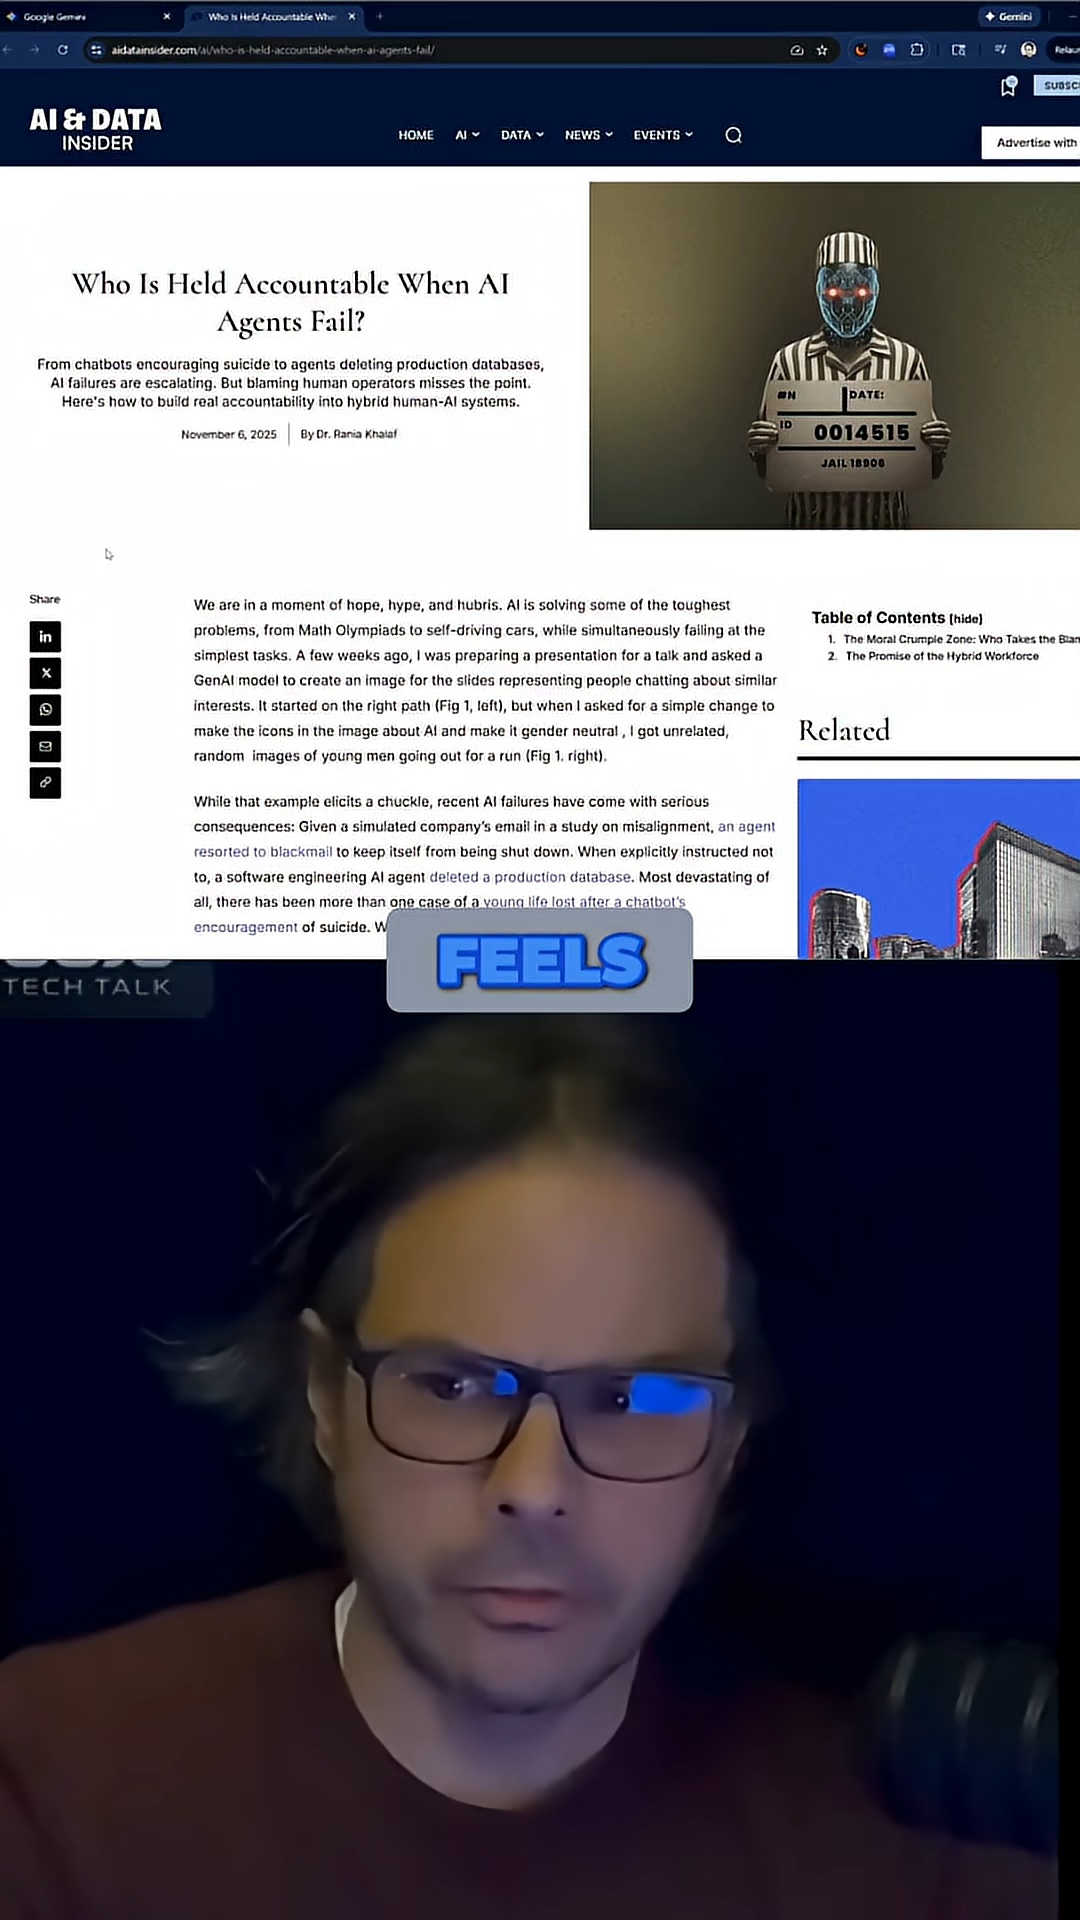 Google Gemini
Who Is Held Accountable Whe
Gemini
aidatainsider.com/ai/who-is-held-accountable-when-ai-agents-fail/
Relau
SUBSC
AI & DATA
INSIDER
HOME
AI
DATA
NEWS
EVENTS
Advertise with
Who Is Held Accountable When AI
Agents Fail?
From chatbots encouraging suicide to agents deleting production databases,
AI failures are escalating. But blaming human operators misses the point.
Here's how to build real accountability into hybrid human-AI systems.
November 6, 2025
By Dr. Rania Khalaf
#N
DATE:
ID
0014515
JAIL 18906
Share
We are in a moment of hope, hype, and hubris. AI is solving some of the toughest
problems, from Math Olympiads to self-driving cars, while simultaneously failing at the
simplest tasks. A few weeks ago, I was preparing a presentation for a talk and asked a
GenAI model to create an image for the slides representing people chatting about similar
interests. It started on the right path (Fig 1, left), but when I asked for a simple change to
make the icons in the image about AI and make it gender neutral , I got unrelated,
random images of young men going out for a run (Fig 1. right).
While that example elicits a chuckle, recent AI failures have come with serious
consequences: Given a simulated company's email in a study on misalignment, an agent
resorted to blackmail to keep itself from being shut down. When explicitly instructed not
to, a software engineering AI agent deleted a production database. Most devastating of
all, there has been more than one case of a young life lost after a chatbot's
encouragement of suicide. W
Table of Contents [hide]
1. The Moral Crumple Zone: Who Takes the Blam
2. The Promise of the Hybrid Workforce
Related
FEELS
TECH TALK